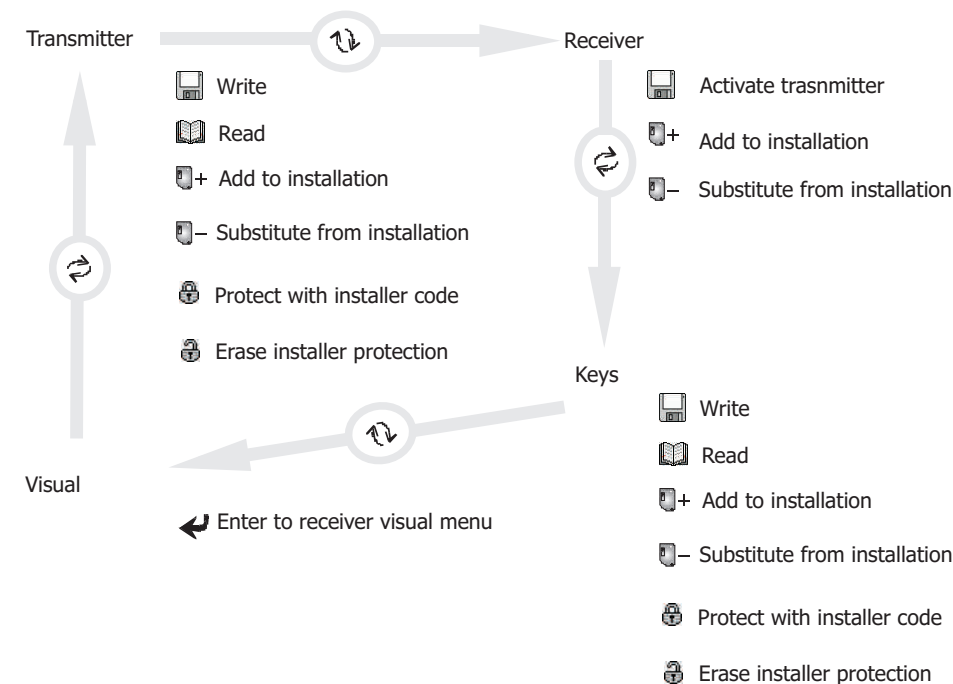 Transmitter
Receiver
Write
Read
+ Add to installation
– Substitute from installation
Protect with installer code
Erase installer protection
Activate trasnmitter
+ Add to installation
– Substitute from installation
Keys
Write
Read
+ Add to installation
– Substitute from installation
Protect with installer code
Erase installer protection
Visual
Enter to receiver visual menu